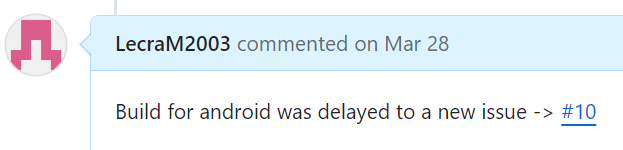 LecraM2003 commented on Mar 28
Build for android was delayed to a new issue -> #10